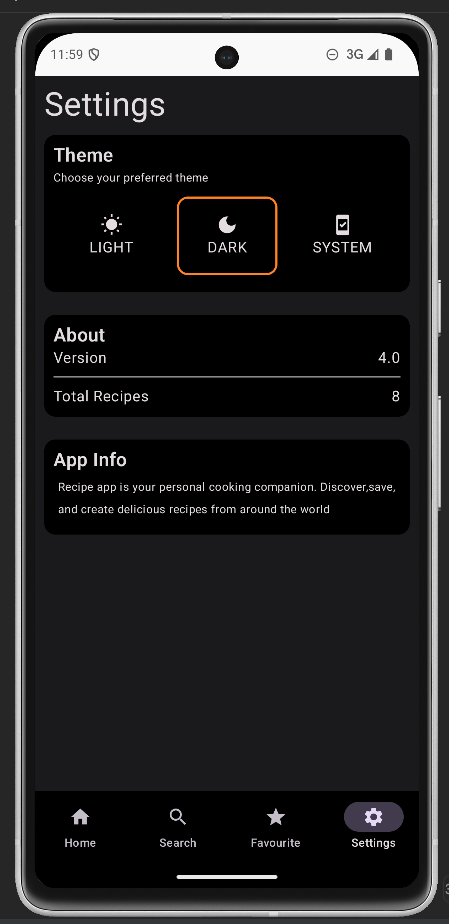 11:59
3G
Settings
Theme
Choose your preferred theme
LIGHT DARK SYSTEM
About
Version 4.0
Total Recipes 8
App Info
Recipe app is your personal cooking companion. Discover,save,
and create delicious recipes from around the world
Home Search Favourite Settings